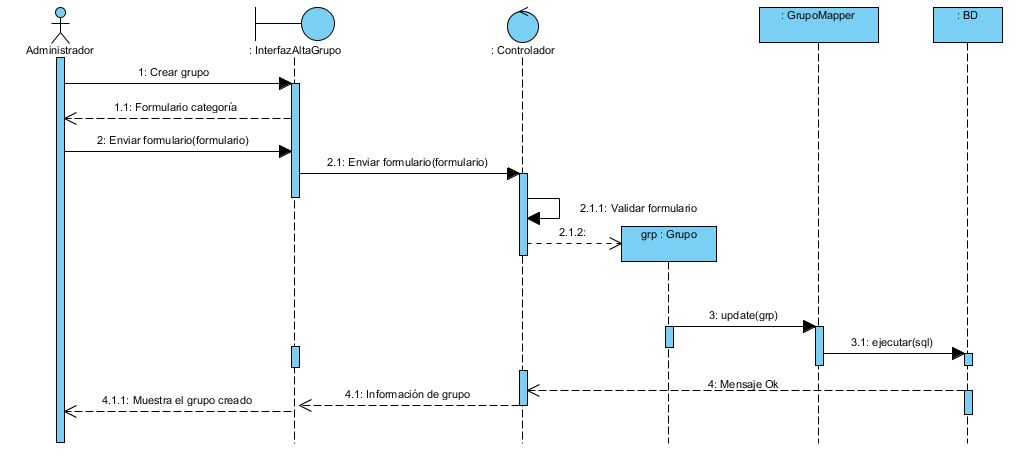 : GrupoMapper
: BD
Administrador
: InterfazAltaGrupo
: Controlador
1: Crear grupo
1.1: Formulario categoría
2: Enviar formulario(formulario)
2.1: Enviar formulario(formulario)
2.1.1: Validar formulario
2.1.2:
grp : Grupo
3: update(grp)
3.1: ejecutar(sql)
4: Mensaje Ok
4.1: Información de grupo
4.1.1: Muestra el grupo creado